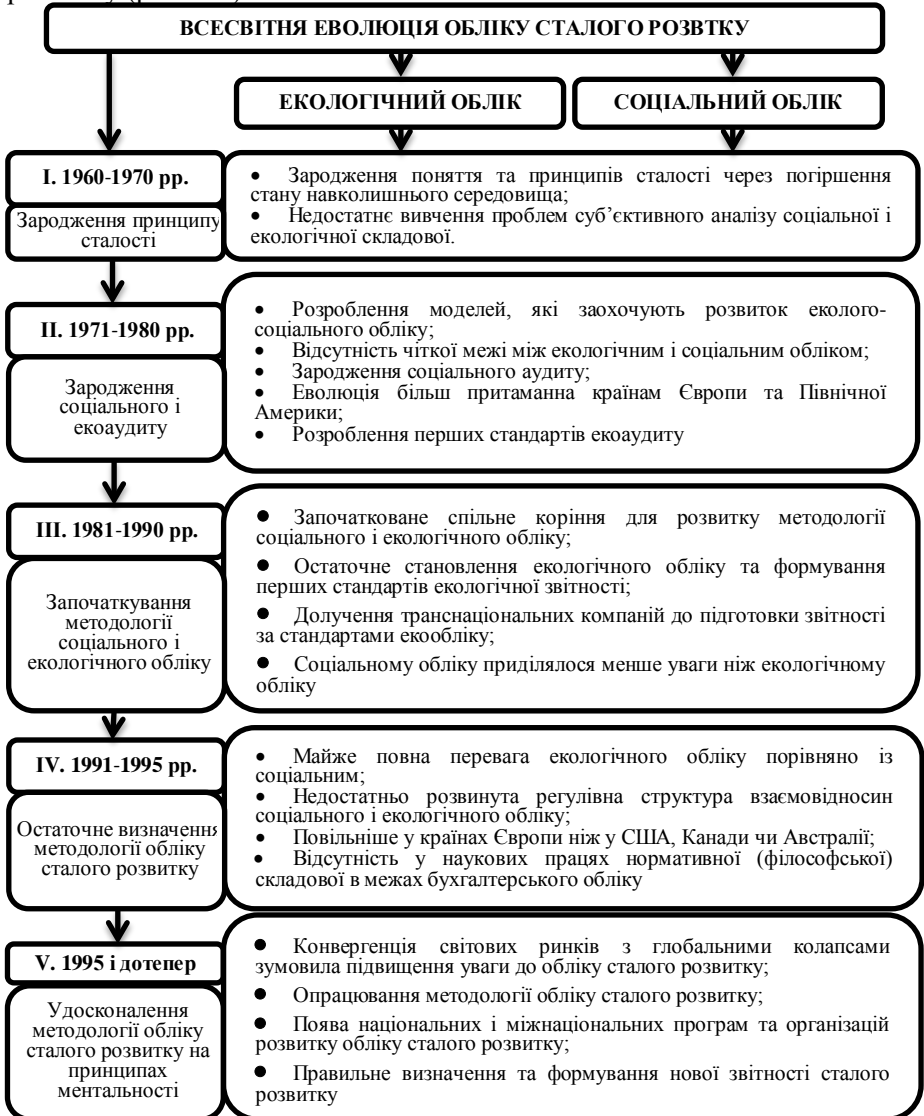 ВСЕСВІТНЯ ЕВОЛЮЦІЯ ОБЛІКУ СТАЛОГО РОЗВТКУ
ЕКОЛОГІЧНИЙ ОБЛІК
СОЦІАЛЬНИЙ ОБЛІК
І. 1960-1970 рр.
Зародження принципу
сталості
• Зародження поняття та принципів сталості через погіршення
стану навколишнього середовища;
• Недостатнє вивчення проблем суб’єктивного аналізу соціальної і
екологічної складової.
ІІ. 1971-1980 рр.
Зародження
соціального і
екоаудиту
• Розроблення моделей, які заохочують розвиток еколого-
соціального обліку;
• Відсутність чіткої межі між екологічним і соціальним обліком;
• Зародження соціального аудиту;
• Еволюція більш притаманна країнам Європи та Північної
Америки;
• Розроблення перших стандартів екоаудиту
ІІІ. 1981-1990 рр.
Започаткування
методології
соціального і
екологічного обліку
• Започатковане спільне коріння для розвитку методології
соціального і екологічного обліку;
• Остаточне становлення екологічного обліку та формування
перших стандартів екологічної звітності;
• Долучення транснаціональних компаній до підготовки звітності
за стандартами екообліку;
• Соціальному обліку приділялося менше уваги ніж екологічному
обліку
IV. 1991-1995 рр.
Остаточне визначення
методології обліку
сталого розвитку
• Майже повна перевага екологічного обліку порівняно із
соціальним;
• Недостатньо розвинута регулівна структура взаємовідносин
соціального і екологічного обліку;
• Повільніше у країнах Європи ніж у США, Канади чи Австралії;
• Відсутність у наукових працях нормативної (філософської)
складової в межах бухгалтерського обліку
V. 1995 і дотепер
Удосконалення
методології обліку
сталого розвитку на
принципах
ментальності
• Конвергенція світових ринків з глобальними колапсами
зумовила підвищення уваги до обліку сталого розвитку;
• Опрацювання методології обліку сталого розвитку;
• Поява національних і міжнаціональних програм та організацій
розвитку обліку сталого розвитку;
• Правильне визначення та формування нової звітності сталого
розвитку